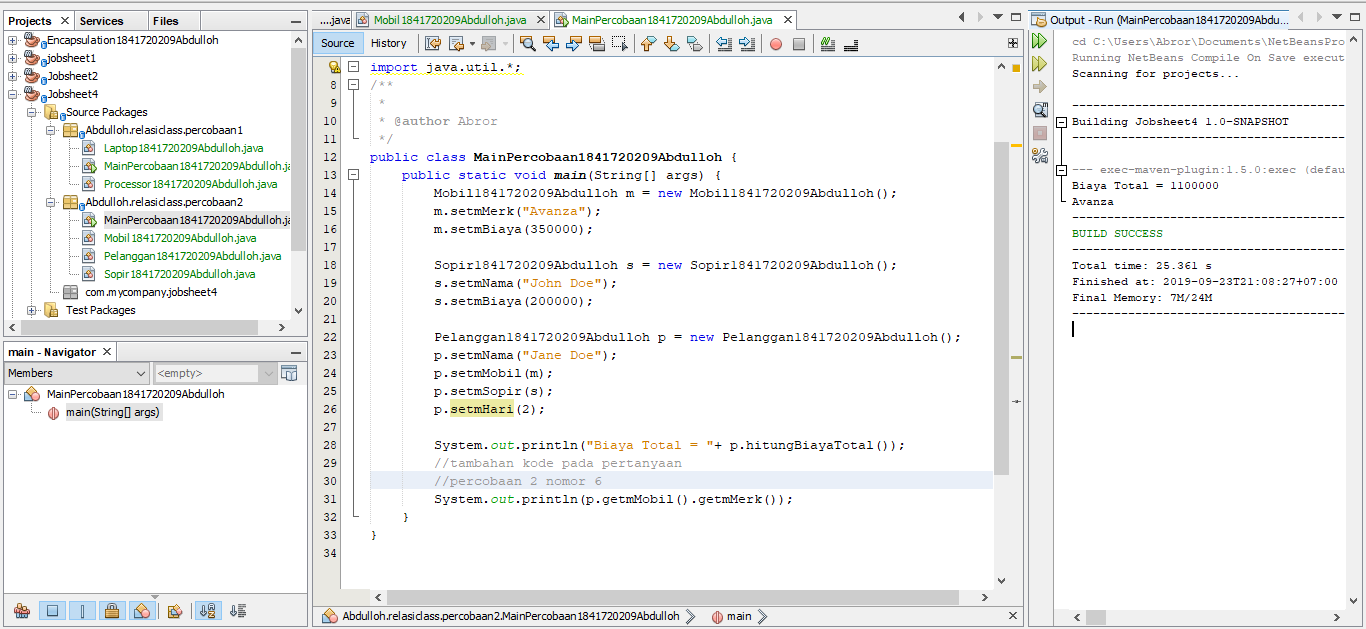 Projects
Services
Files
Encapsulation1841720209Abdulloh
jobsheet1
Jobsheet2
Jobsheet4
Source Packages
Abdulloh.relasiclass.percobaan1
Laptop1841720209Abdulloh.java
MainPercobaan1841720209Abdulloh.ja
Processor1841720209Abdulloh.java
Abdulloh.relasiclass.percobaan2
MainPercobaan1841720209Abdulloh.ja
Mobil1841720209Abdulloh.java
Pelanggan1841720209Abdulloh.java
Sopir1841720209Abdulloh.java
com.mycompany.jobsheet4
Test Packages
main - Navigator
Members
<empty>
MainPercobaan1841720209Abdulloh
main(String[] args)
....java
Mobil1841720209Abdulloh.java
MainPercobaan1841720209Abdulloh.java
Source
History
import java.util.*;
8 /**
9 *
10 * @author Abror
11 */
12 public class MainPercobaan1841720209Abdulloh {
13 public static void main(String[] args) {
14 Mobil1841720209Abdulloh m = new Mobil1841720209Abdulloh();
15 m.setmMerk("Avanza");
16 m.setmBiaya(350000);
17
18 Sopir1841720209Abdulloh s = new Sopir1841720209Abdulloh();
19 s.setmNama("John Doe");
20 s.setmBiaya(200000);
21
22 Pelanggan1841720209Abdulloh p = new Pelanggan1841720209Abdulloh();
23 p.setmNama("Jane Doe");
24 p.setmMobil(m);
25 p.setmSopir(s);
26 p.setmHari(2);
27
28 System.out.println("Biaya Total = "+ p.hitungBiayaTotal());
29 //tambahan kode pada pertanyaan
30 //percobaan 2 nomor 6
31 System.out.println(p.getmMobil().getmMerk());
32 }
33 }
34
Abdulloh.relasiclass.percobaan2.MainPercobaan1841720209Abdulloh
main
Output - Run (MainPercobaan1841720209Abdu...
cd C:\Users\Abror\Documents\NetBeansPro
Running NetBeans Compile On Save execut
Scanning for projects...
------------------------------------
Building Jobsheet4 1.0-SNAPSHOT
------------------------------------
--- exec-maven-plugin:1.5.0:exec (defau
Biaya Total = 1100000
Avanza
------------------------------------
BUILD SUCCESS
------------------------------------
Total time: 25.361 s
Finished at: 2019-09-23T21:08:27+07:00
Final Memory: 7M/24M
------------------------------------